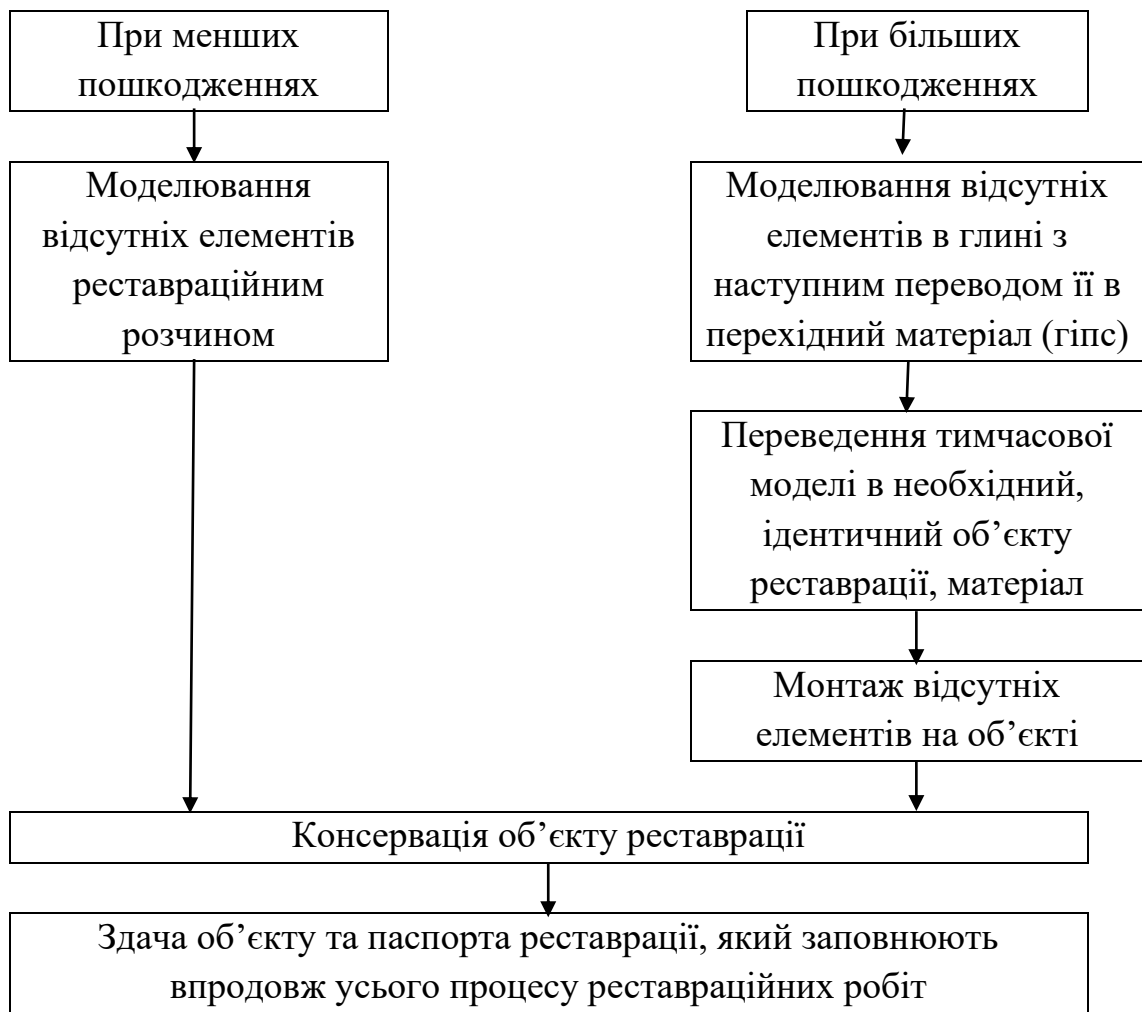 При менших
пошкодженнях
При більших
пошкодженнях
Моделювання
відсутніх елементів
реставраційним
розчином
Моделювання відсутніх
елементів в глині з
наступним переводом її в
перехідний матеріал (гіпс)
Переведення тимчасової
моделі в необхідний,
ідентичний об’єкту
реставрації, матеріал
Монтаж відсутніх
елементів на об’єкті
Консервація об’єкту реставрації
Здача об’єкту та паспорта реставрації, який заповнюють
впродовж усього процесу реставраційних робіт